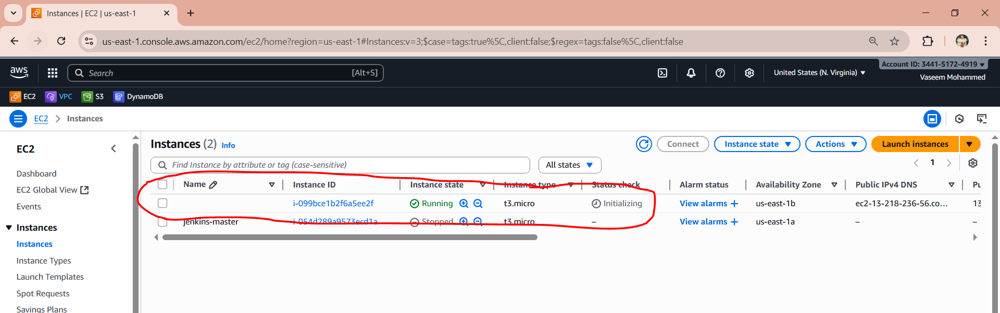 Instances | EC2 | us-east-1
us-east-1.console.aws.amazon.com/ec2/home?region=us-east-1#Instances:v=3;$case=tags:true%5C,client:false;$regex=tags:false%5C,client:false
aws
Search
[Alt+S]
United States (N. Virginia)
Account ID: 3441-5172-4919
Vaseem Mohammed
EC2 VPC S3 DynamoDB
EC2 Instances
EC2
Dashboard
EC2 Global View
Events
Instances
Instances
Instance Types
Launch Templates
Spot Requests
Savings Plans
Instances (2) Info
Connect Instance state Actions Launch instances
Find Instance by attribute or tag (case-sensitive)
All states
1
Name Instance ID Instance state Instance type Status check Alarm status Availability Zone Public IPv4 DNS Pu
i-099bce1b2f6a5ee2f Running t3.micro Initializing View alarms + us-east-1b ec2-13-218-236-56.co... 13
jenkins-master i-054d289a9573ecd1a Stopped t3.micro – View alarms + us-east-1a – –